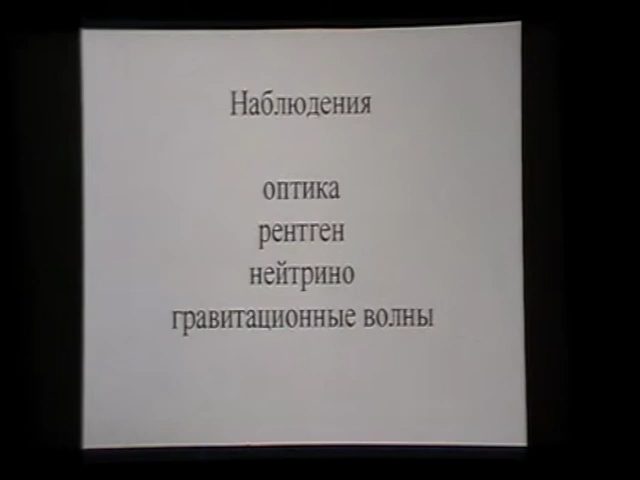 Наблюдения
оптика
рентген
нейтрино
гравитационные волны